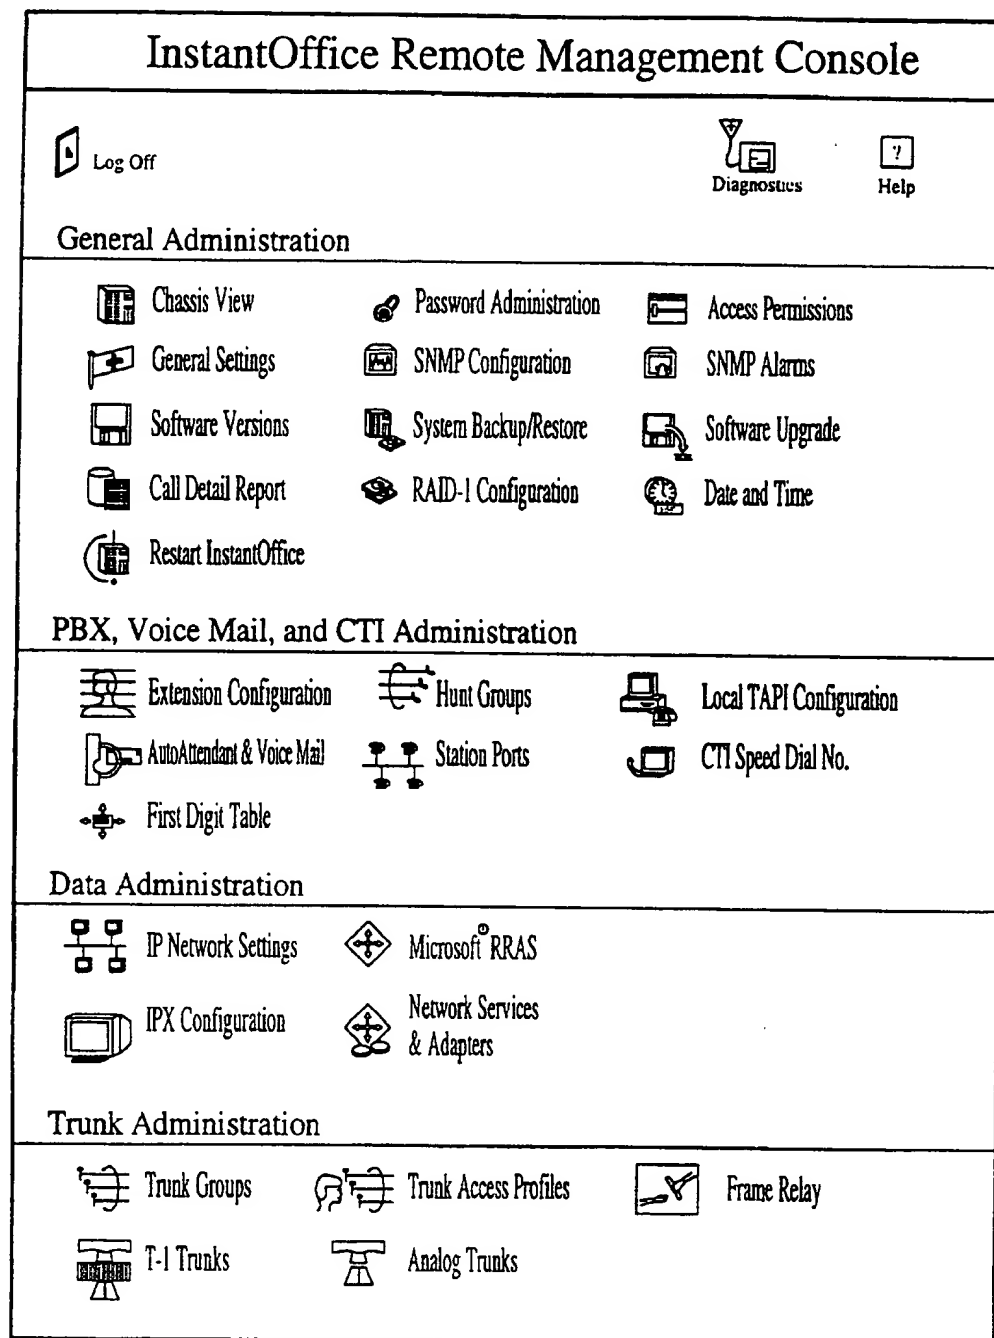 InstantOffice Remote Management Console
Log Off
Diagnostics
?
Help
General Administration
Chassis View
Password Administration
Access Permissions
General Settings
SNMP Configuration
SNMP Alarms
Software Versions
System Backup/Restore
Software Upgrade
Call Detail Report
RAID-1 Configuration
Date and Time
Restart InstantOffice
PBX, Voice Mail, and CTI Administration
Extension Configuration
Hunt Groups
Local TAPI Configuration
AutoAttendant & Voice Mail
Station Ports
CTI Speed Dial No.
First Digit Table
Data Administration
IP Network Settings
Microsoft® RRAS
IPX Configuration
Network Services
& Adapters
Trunk Administration
Trunk Groups
Trunk Access Profiles
Frame Relay
T-1 Trunks
Analog Trunks